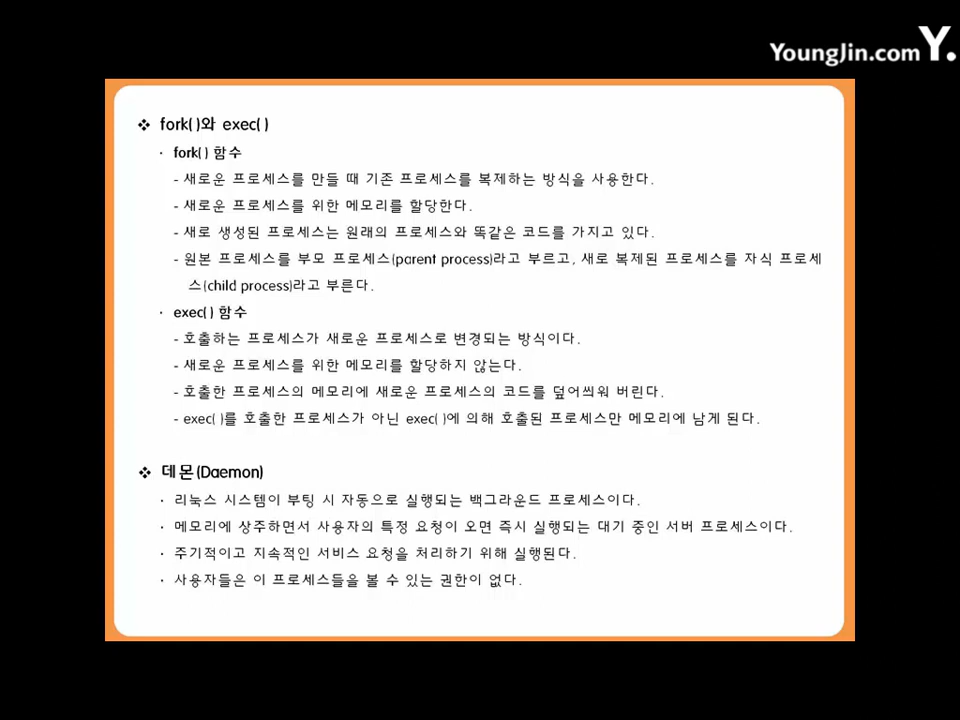 YoungJin.com Y.
❖ fork( )와 exec( )
· fork( ) 함수
- 새로운 프로세스를 만들 때 기존 프로세스를 복제하는 방식을 사용한다.
- 새로운 프로세스를 위한 메모리를 할당한다.
- 새로 생성된 프로세스는 원래의 프로세스와 똑같은 코드를 가지고 있다.
- 원본 프로세스를 부모 프로세스(parent process)라고 부르고, 새로 복제된 프로세스를 자식 프로세
스(child process)라고 부른다.
· exec( ) 함수
- 호출하는 프로세스가 새로운 프로세스로 변경되는 방식이다.
- 새로운 프로세스를 위한 메모리를 할당하지 않는다.
- 호출한 프로세스의 메모리에 새로운 프로세스의 코드를 덮어씌워 버린다.
- exec( )를 호출한 프로세스가 아닌 exec( )에 의해 호출된 프로세스만 메모리에 남게 된다.
❖ 데몬(Daemon)
· 리눅스 시스템이 부팅 시 자동으로 실행되는 백그라운드 프로세스이다.
· 메모리에 상주하면서 사용자의 특정 요청이 오면 즉시 실행되는 대기 중인 서버 프로세스이다.
· 주기적이고 지속적인 서비스 요청을 처리하기 위해 실행된다.
· 사용자들은 이 프로세스들을 볼 수 있는 권한이 없다.